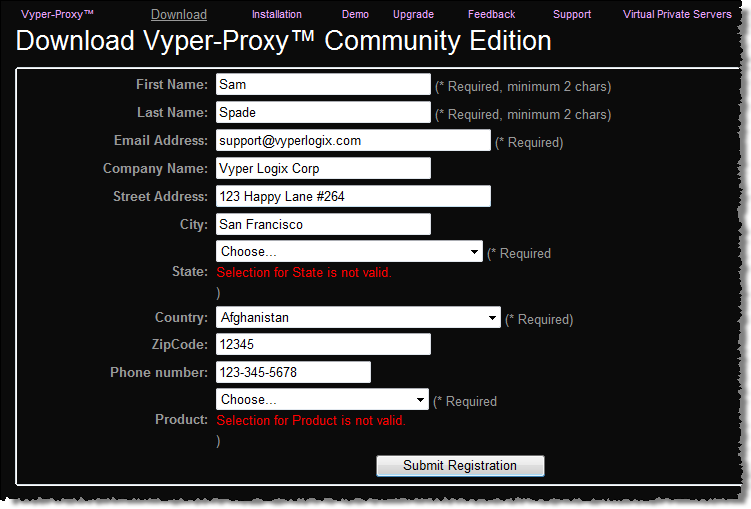 Vyper-Proxy™ Download Installation Demo Upgrade Feedback Support Virtual Private Servers
Download Vyper-Proxy™ Community Edition
First Name: Sam (* Required, minimum 2 chars)
Last Name: Spade (* Required, minimum 2 chars)
Email Address: support@vyperlogix.com (* Required)
Company Name: Vyper Logix Corp
Street Address: 123 Happy Lane #264
City: San Francisco
Choose... (* Required
State: Selection for State is not valid.
)
Country: Afghanistan (* Required)
ZipCode: 12345
Phone number: 123-345-5678
Choose... (* Required
Product: Selection for Product is not valid.
)
Submit Registration